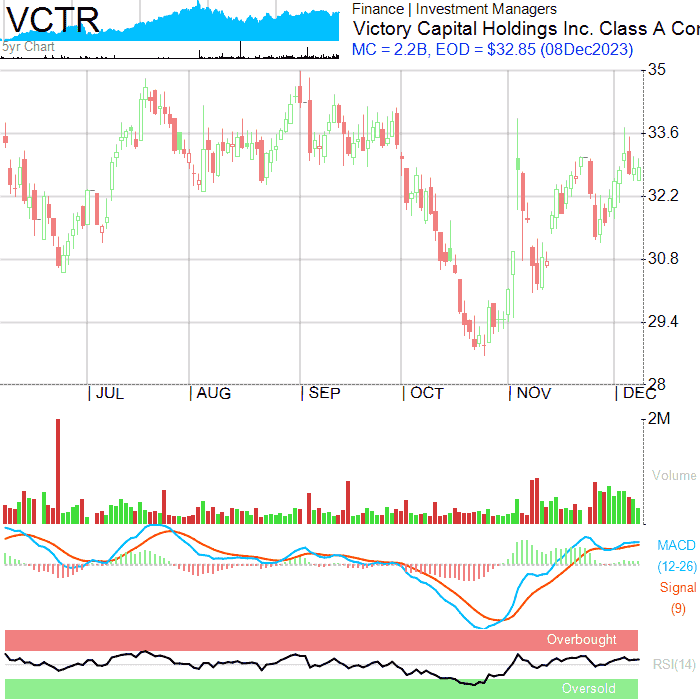 VCTR
5yr Chart
Finance | Investment Managers
Victory Capital Holdings Inc. Class A Cor
MC = 2.2B, EOD = $32.85 (08Dec2023)
35
33.6
32.2
30.8
29.4
28
| JUL | AUG | SEP | OCT | NOV | DEC
2M
Volume
MACD
(12-26)
Signal
(9)
Overbought
RSI(14)
Oversold